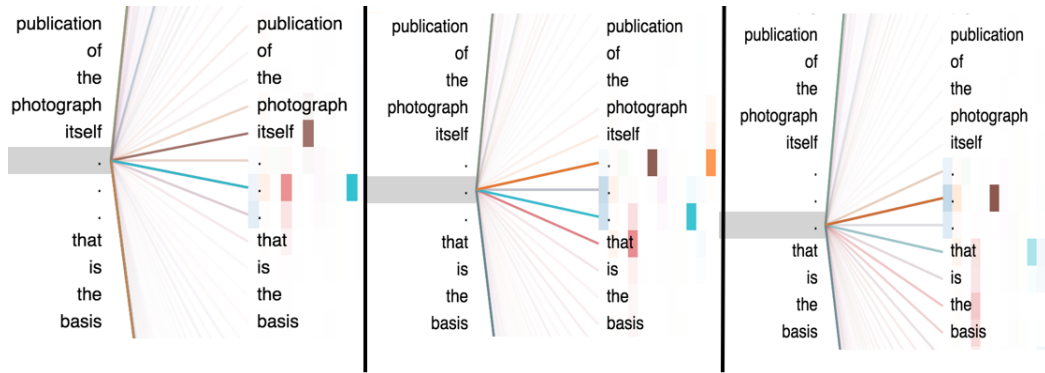 publication
of
the
photograph
itself
.
.
.
that
is
the
basis
publication
of
the
photograph
itself
.
.
.
that
is
the
basis
publication
of
the
photograph
itself
.
.
.
that
is
the
basis
publication
of
the
photograph
itself
.
.
.
that
is
the
basis
publication
of
the
photograph
itself
.
.
.
that
is
the
basis
publication
of
the
photograph
itself
.
.
.
that
is
the
basis